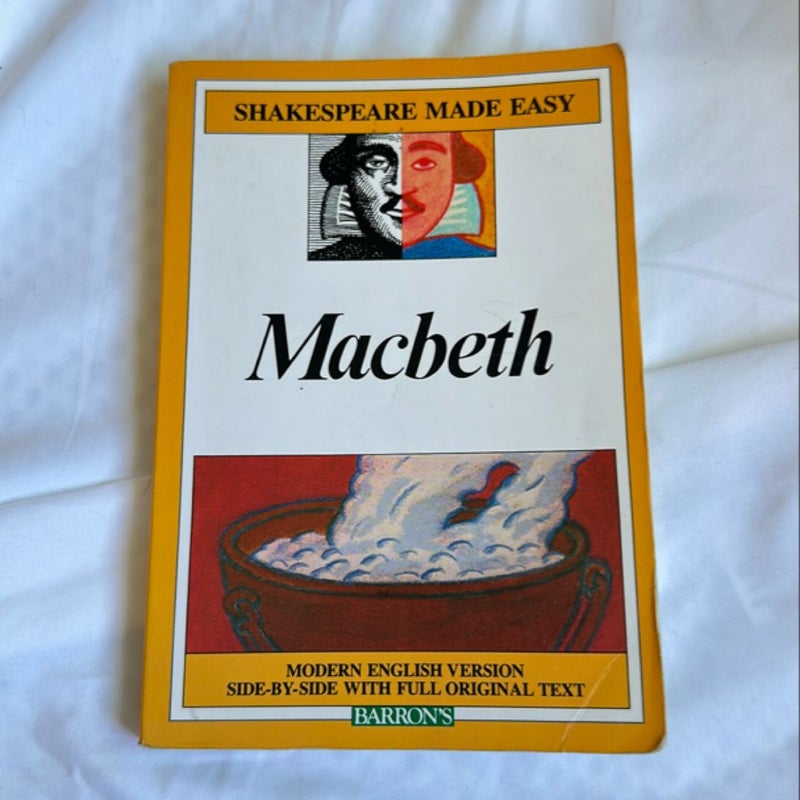 SHAKESPEARE MADE EASY
Macbeth
MODERN ENGLISH VERSION
SIDE-BY-SIDE WITH FULL ORIGINAL TEXT
BARRON'S